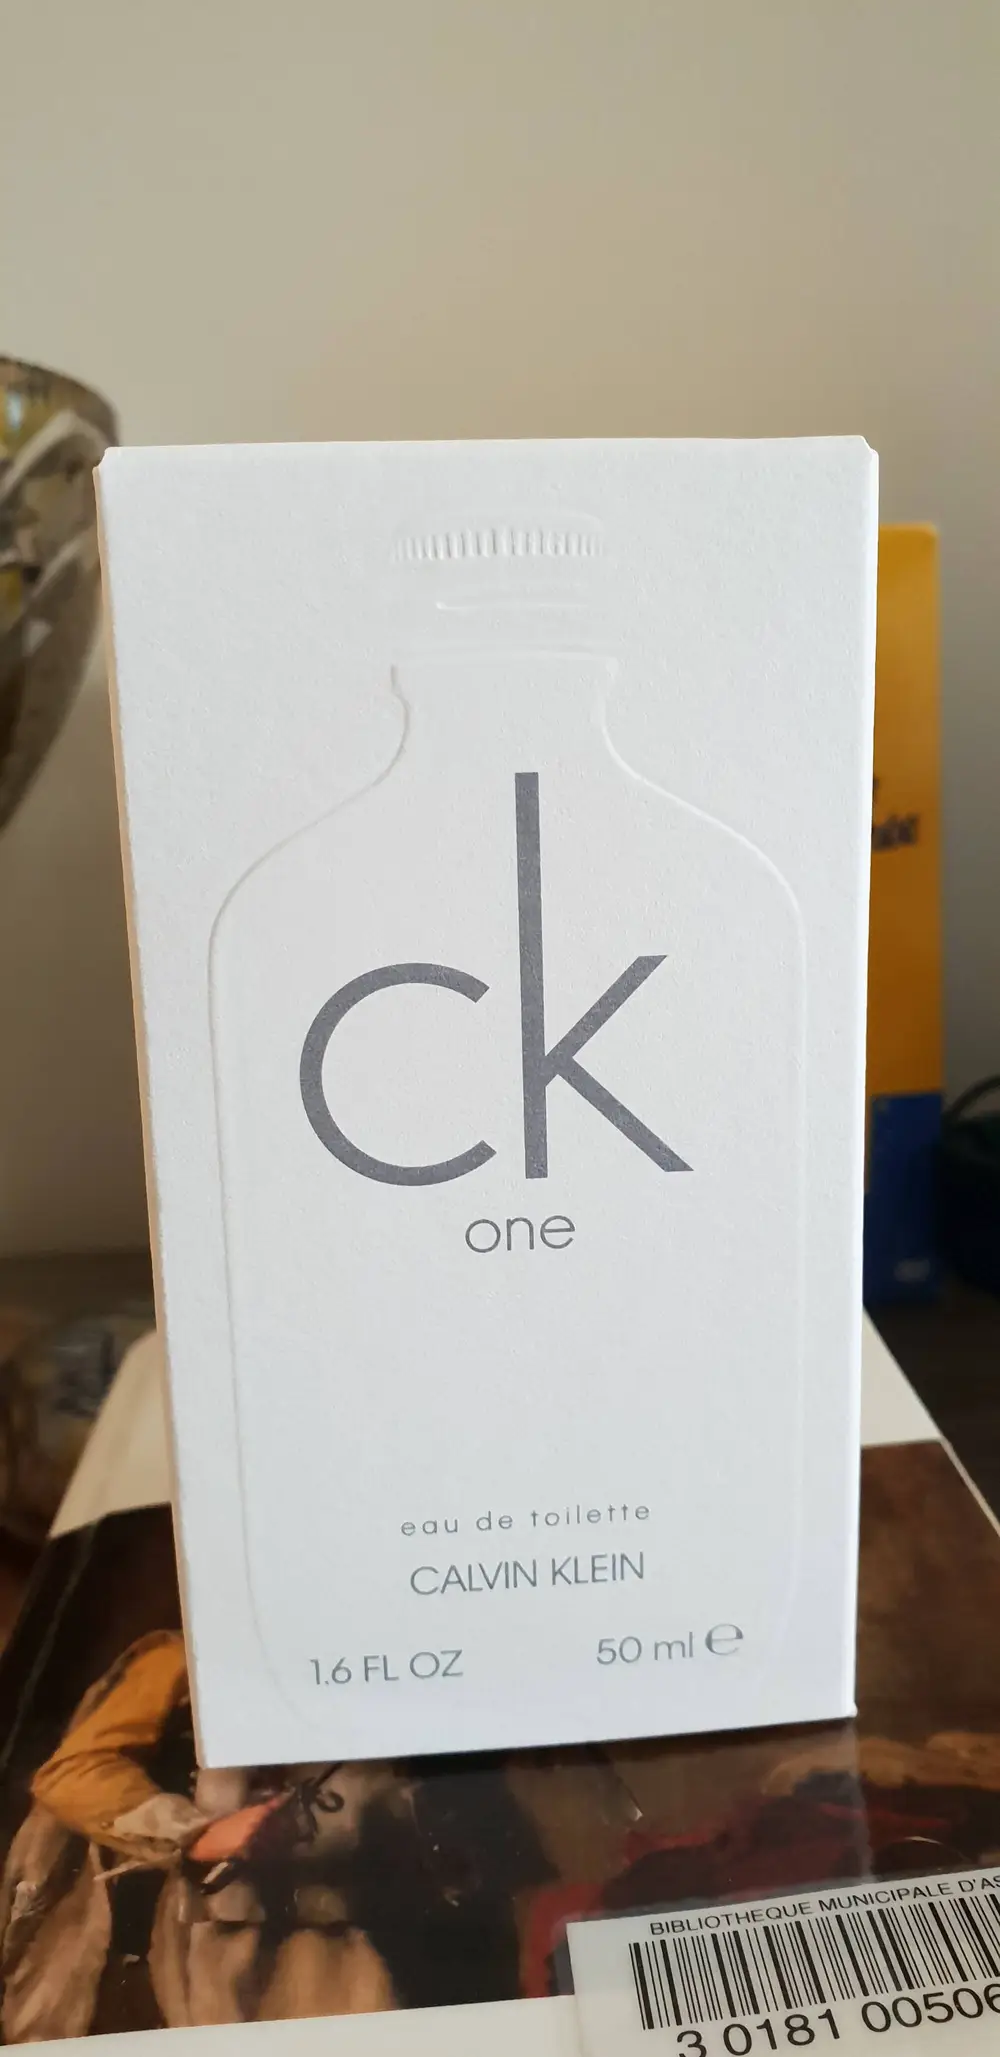 ck
one
eau de toilette
CALVIN KLEIN
1.6 FL OZ
50 ml ℮
BIBLIOTHEQUE MUNICIPALE D'AS
3 0181 00506